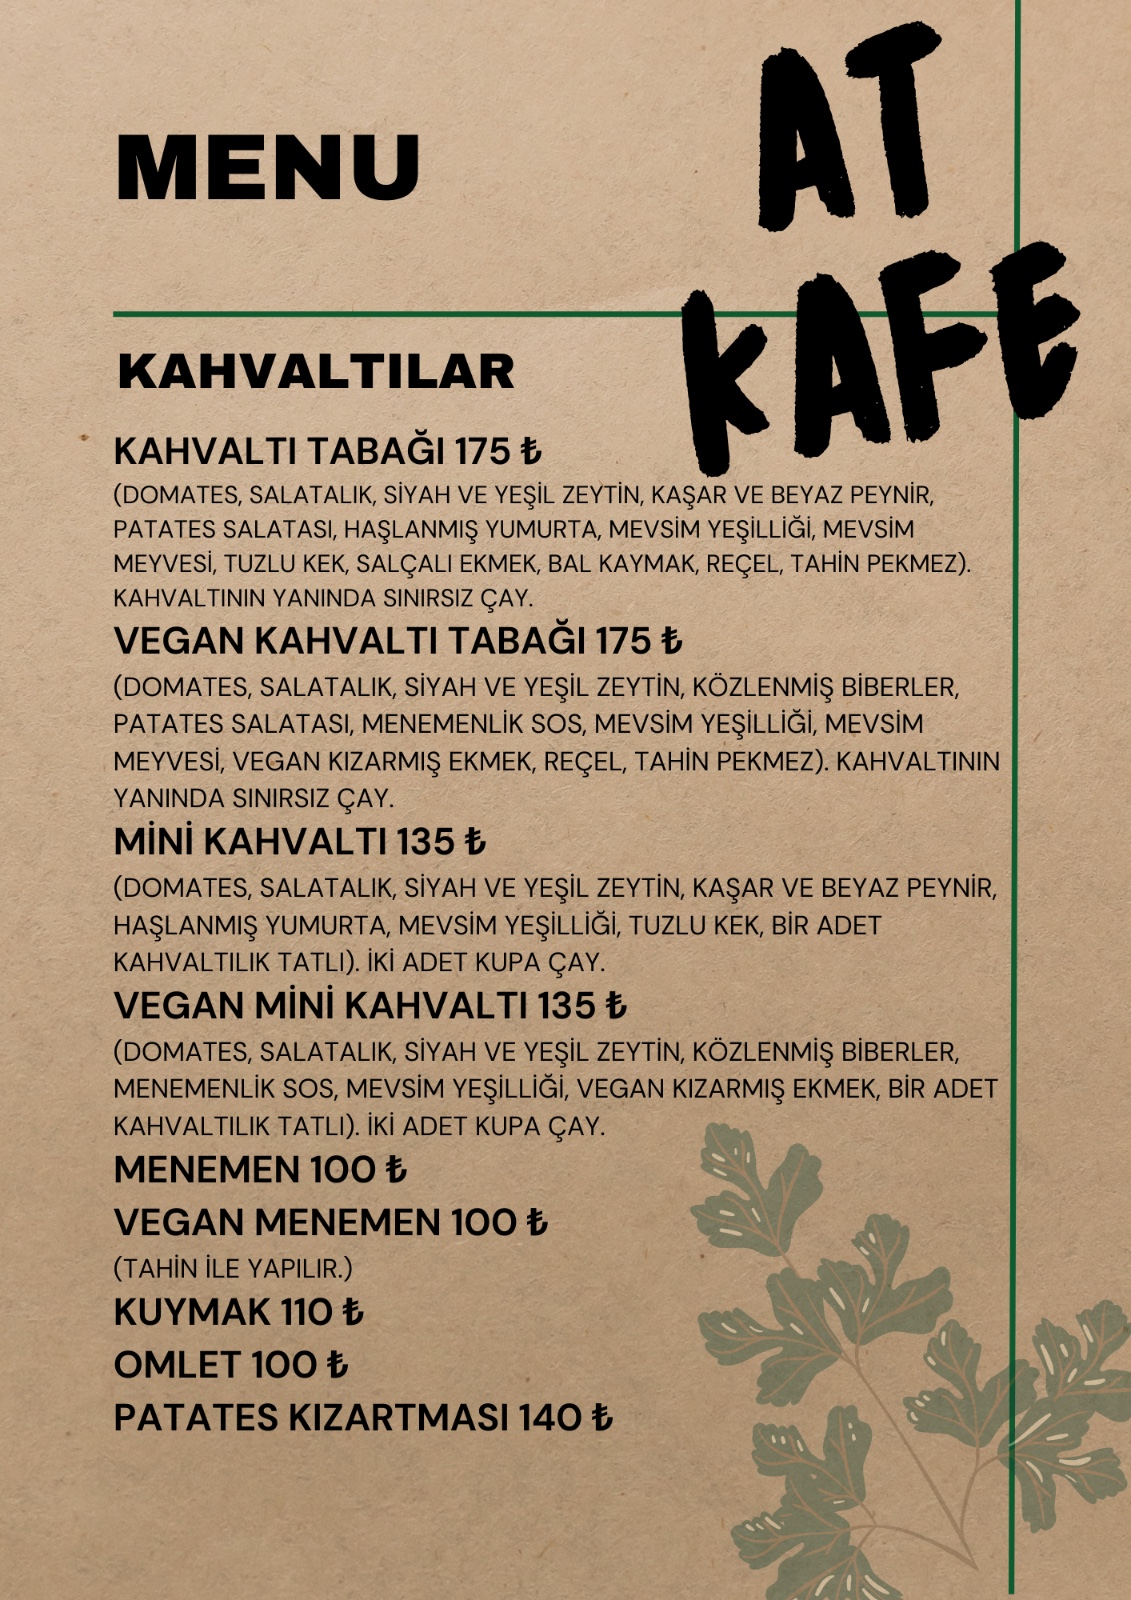 AT
KAFE
MENU
KAHVALTILAR
KAHVALTI TABAĞI 175 ₺
(DOMATES, SALATALIK, SİYAH VE YEŞİL ZEYTİN, KAŞAR VE BEYAZ PEYNİR,
PATATES SALATASI, HAŞLANMIŞ YUMURTA, MEVSİM YEŞİLLİĞİ, MEVSİM
MEYVESİ, TUZLU KEK, SALÇALI EKMEK, BAL KAYMAK, REÇEL, TAHİN PEKMEZ).
KAHVALTININ YANINDA SINIRSIZ ÇAY.
VEGAN KAHVALTI TABAĞI 175 ₺
(DOMATES, SALATALIK, SİYAH VE YEŞİL ZEYTİN, KÖZLENMİŞ BİBERLER,
PATATES SALATASI, MENEMENLİK SOS, MEVSİM YEŞİLLİĞİ, MEVSİM
MEYVESİ, VEGAN KIZARMIŞ EKMEK, REÇEL, TAHİN PEKMEZ). KAHVALTININ
YANINDA SINIRSIZ ÇAY.
MİNİ KAHVALTI 135 ₺
(DOMATES, SALATALIK, SİYAH VE YEŞİL ZEYTİN, KAŞAR VE BEYAZ PEYNİR,
HAŞLANMIŞ YUMURTA, MEVSİM YEŞİLLİĞİ, TUZLU KEK, BİR ADET
KAHVALTILIK TATLI). İKİ ADET KUPA ÇAY.
VEGAN MİNİ KAHVALTI 135 ₺
(DOMATES, SALATALIK, SİYAH VE YEŞİL ZEYTİN, KÖZLENMİŞ BİBERLER,
MENEMENLİK SOS, MEVSİM YEŞİLLİĞİ, VEGAN KIZARMIŞ EKMEK, BİR ADET
KAHVALTILIK TATLI). İKİ ADET KUPA ÇAY.
MENEMEN 100 ₺
VEGAN MENEMEN 100 ₺
(TAHİN İLE YAPILIR.)
KUYMAK 110 ₺
OMLET 100 ₺
PATATES KIZARTMASI 140 ₺